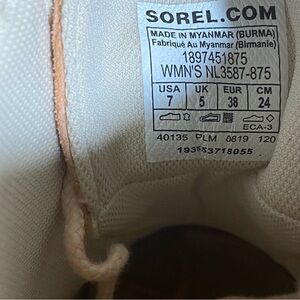 SOREL.COM
MADE IN MYANMAR (BURMA)
Fabriqué Au Myanmar (Birmanie)
1897451875
WMN'S NL3587-875
USA UK EUR CM
7 5 38 24
ECA-3
40135 PLM 0819 120
193553718055